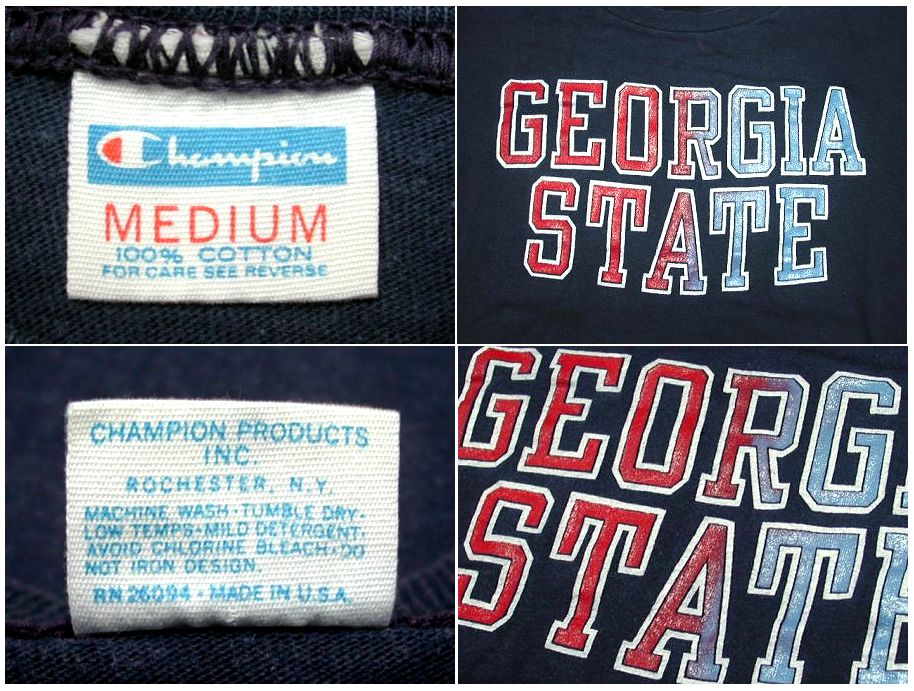 Champion
MEDIUM
100% COTTON
FOR CARE SEE REVERSE
GEORGIA
STATE
CHAMPION PRODUCTS
INC.
ROCHESTER, N.Y.
MACHINE WASH·TUMBLE DRY-
LOW TEMPS·MILD DETERGENT-
AVOID CHLORINE BLEACH·DO
NOT IRON DESIGN.
RN 26094 · MADE IN U.S.A.
GEORG
STATE